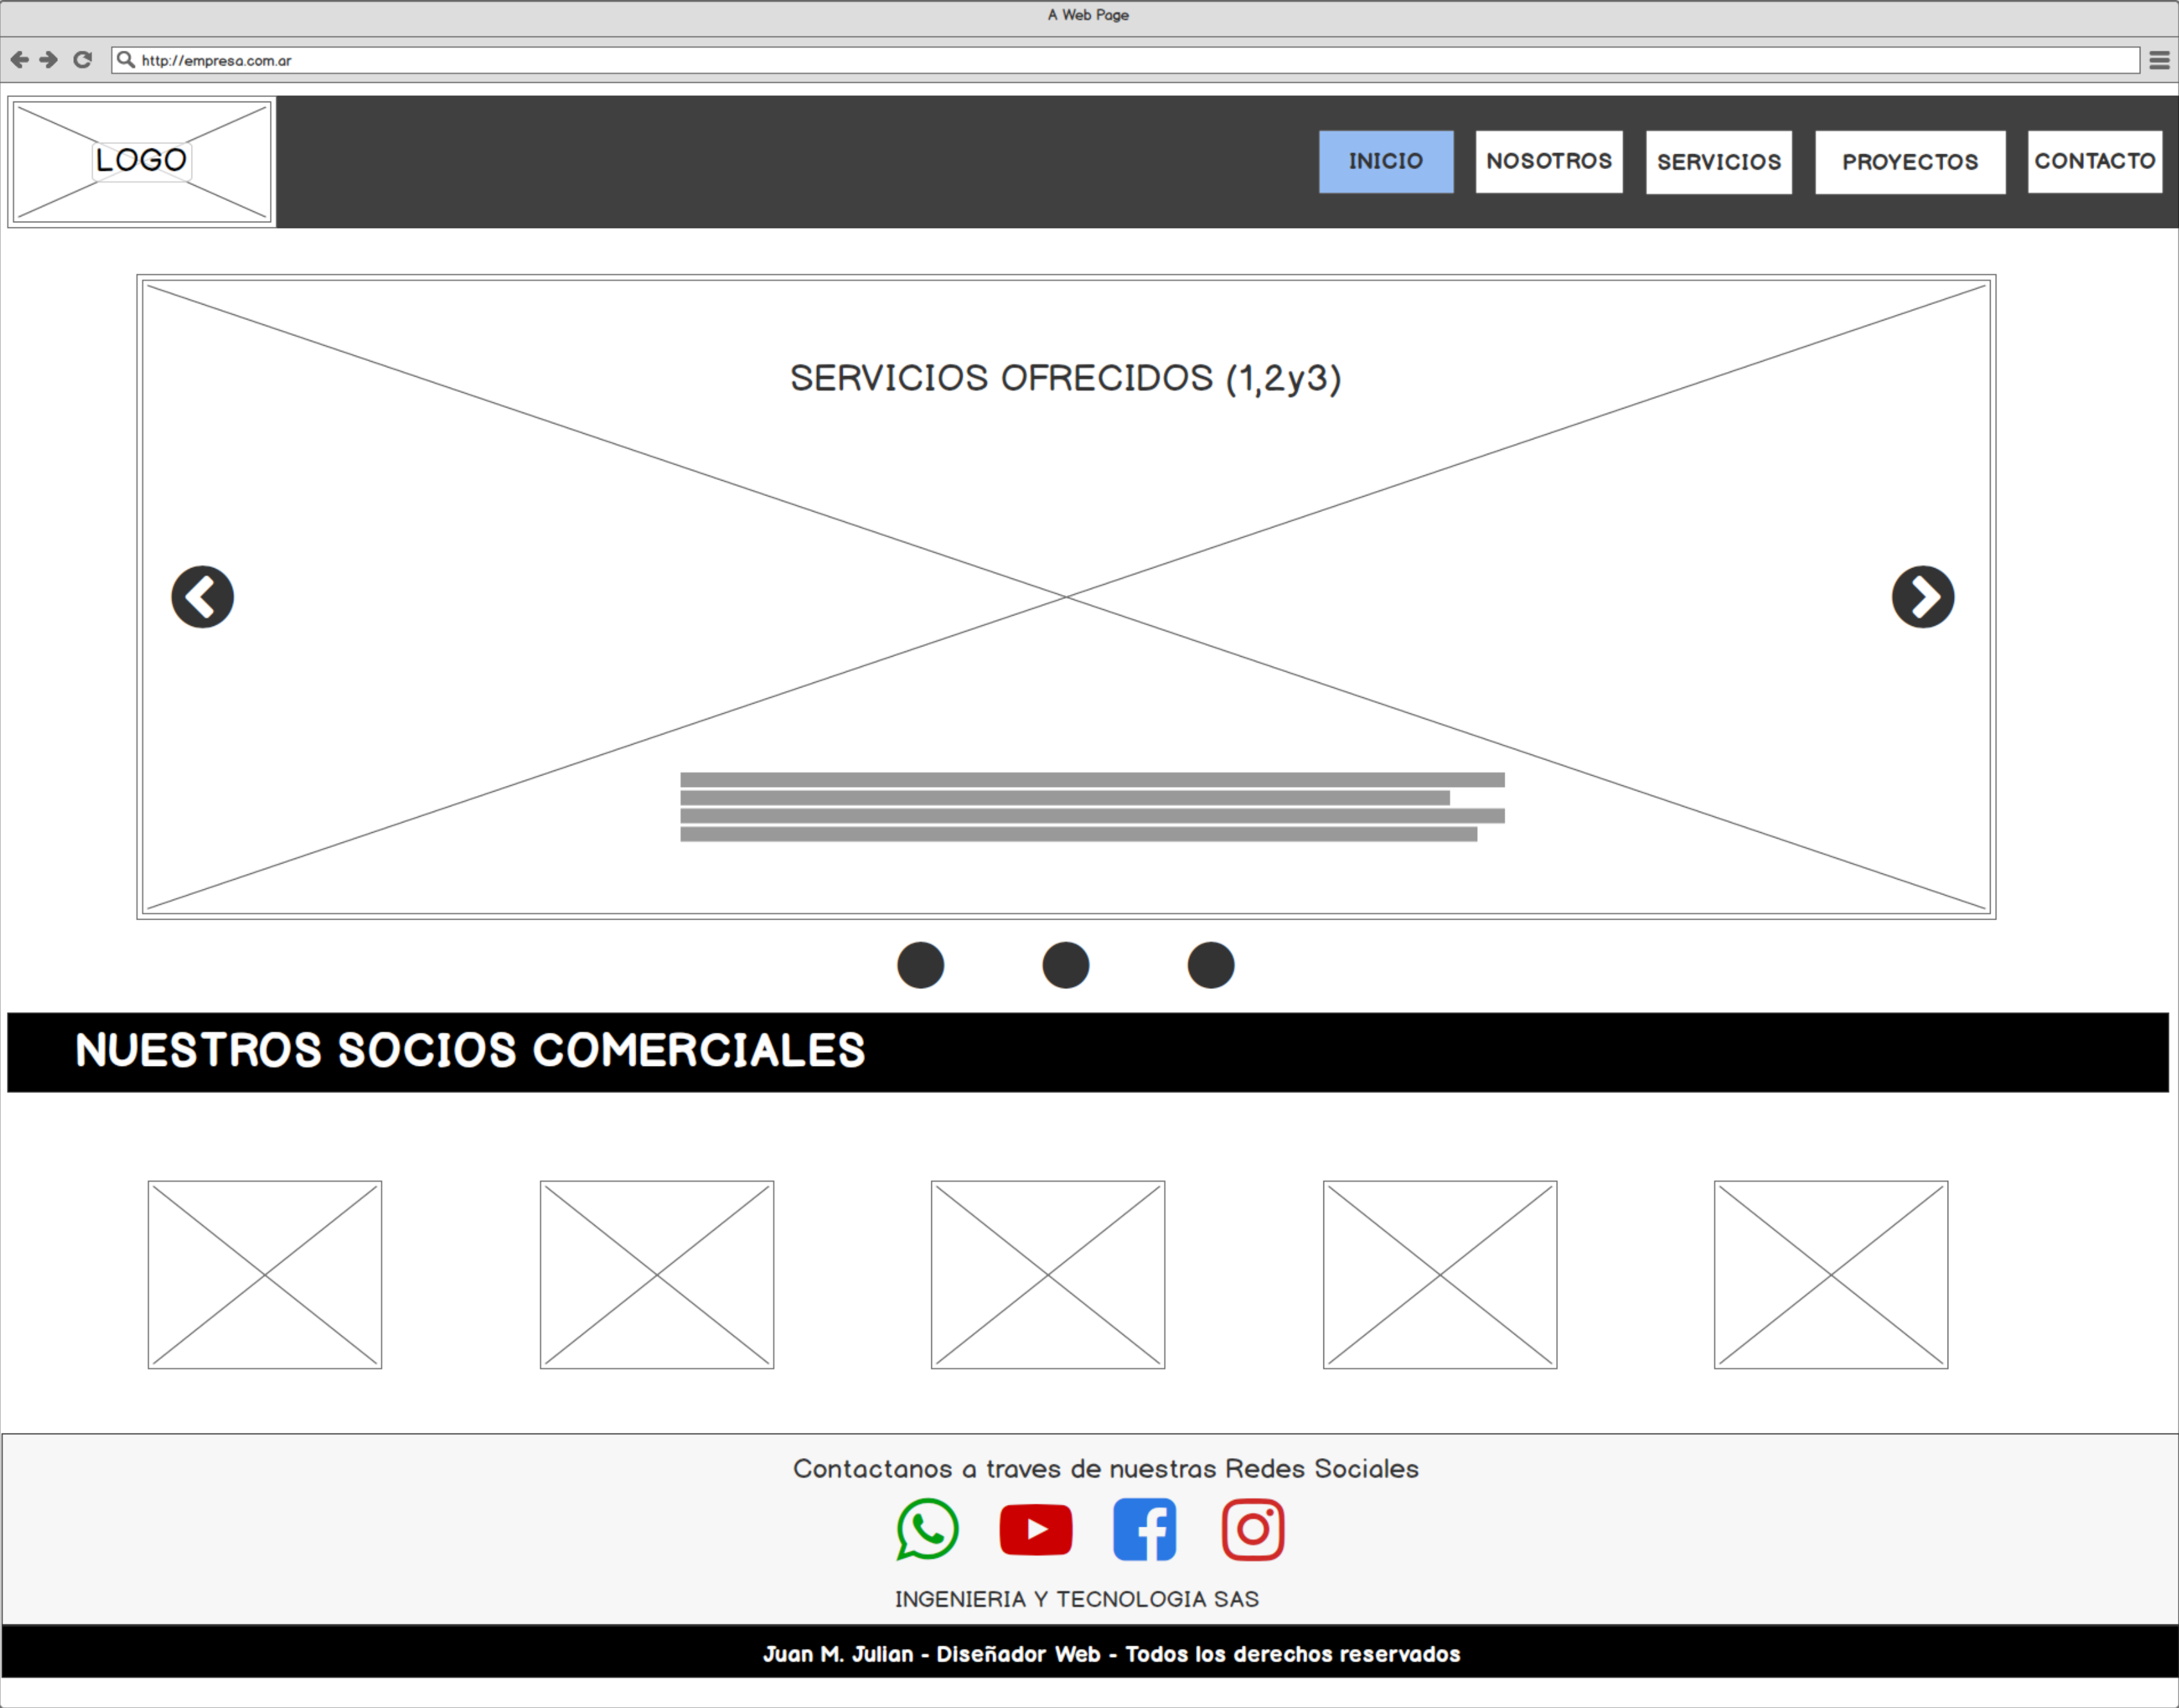 A Web Page
http://empresa.com.ar
LOGO
INICIO
NOSOTROS
SERVICIOS
PROYECTOS
CONTACTO
SERVICIOS OFRECIDOS (1,2y3)
NUESTROS SOCIOS COMERCIALES
Contactanos a traves de nuestras Redes Sociales
INGENIERIA Y TECNOLOGIA SAS
Juan M. Julian - Diseñador Web - Todos los derechos reservados